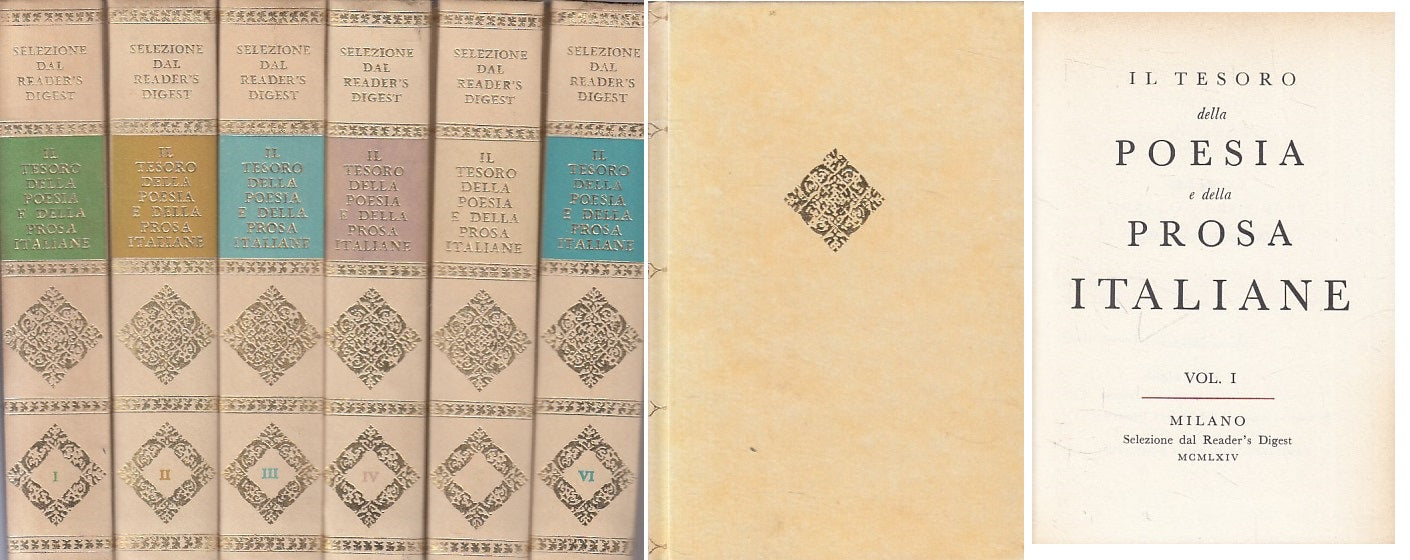 SELEZIONE
DAL
READER'S
DIGEST
IL
TESORO
DELLA
POESIA
E DELLA
PROSA
ITALIANE
I
SELEZIONE
DAL
READER'S
DIGEST
IL
TESORO
DELLA
POESIA
E DELLA
PROSA
ITALIANE
II
SELEZIONE
DAL
READER'S
DIGEST
IL
TESORO
DELLA
POESIA
E DELLA
PROSA
ITALIANE
III
SELEZIONE
DAL
READER'S
DIGEST
IL
TESORO
DELLA
POESIA
E DELLA
PROSA
ITALIANE
IV
SELEZIONE
DAL
READER'S
DIGEST
IL
TESORO
DELLA
POESIA
E DELLA
PROSA
ITALIANE
SELEZIONE
DAL
READER'S
DIGEST
IL
TESORO
DELLA
POESIA
E DELLA
PROSA
ITALIANE
VI
IL TESORO
della
POESIA
e della
PROSA
ITALIANE
VOL. I
MILANO
Selezione dal Reader's Digest
MCMLXIV